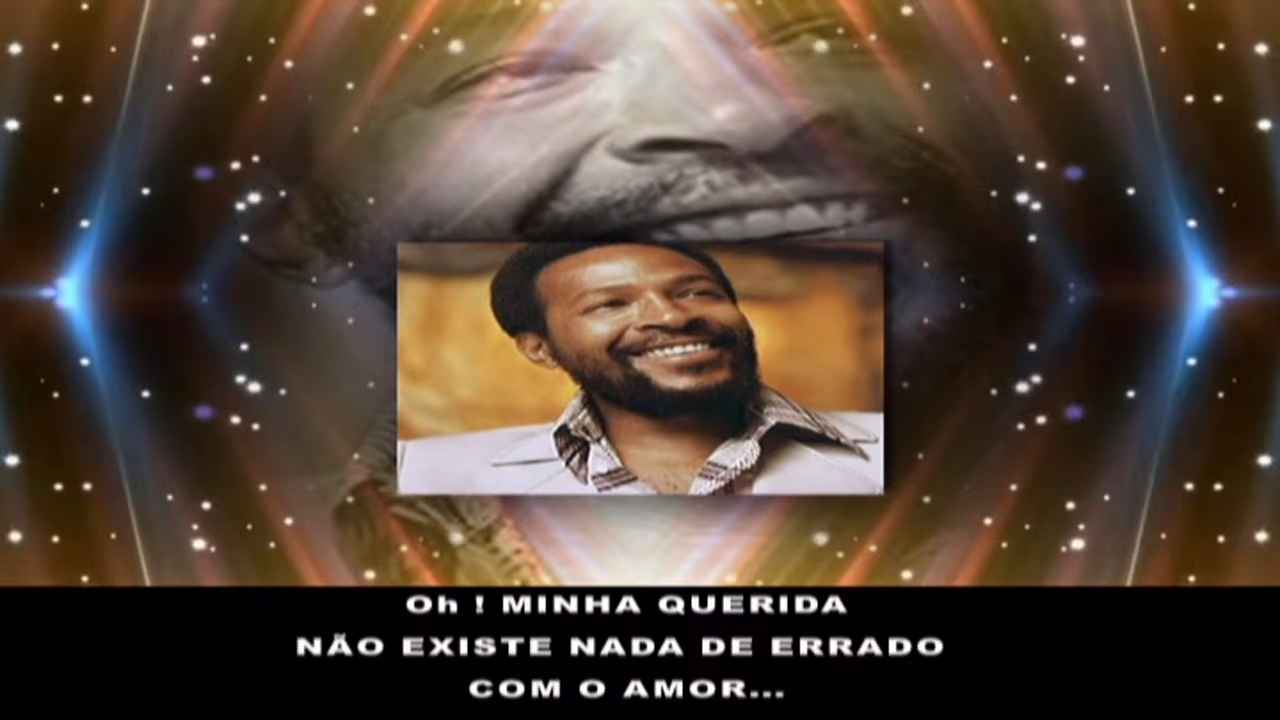 Oh ! MINHA QUERIDA
NÃO EXISTE NADA DE ERRADO
COM O AMOR...